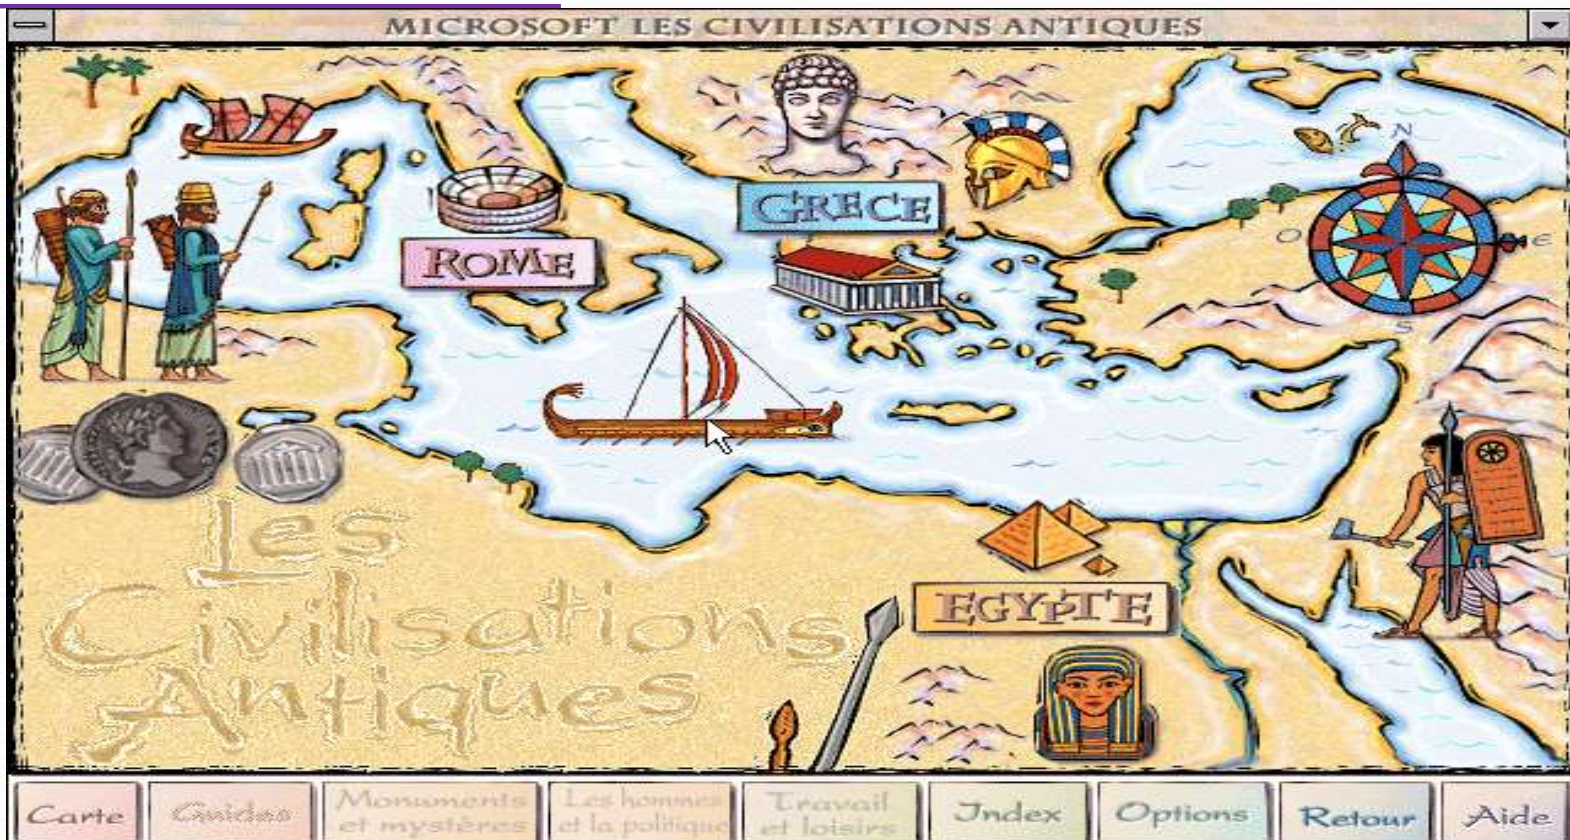 MICROSOFT LES CIVILISATIONS ANTIQUES
N
GRECE
ROME
O
E
S
Les
Civilisations
Antiques
EGYPTE
Carte
Guides
Monuments
et mystères
Les hommes
et la politique
Travail
et loisirs
Index
Options
Retour
Aide